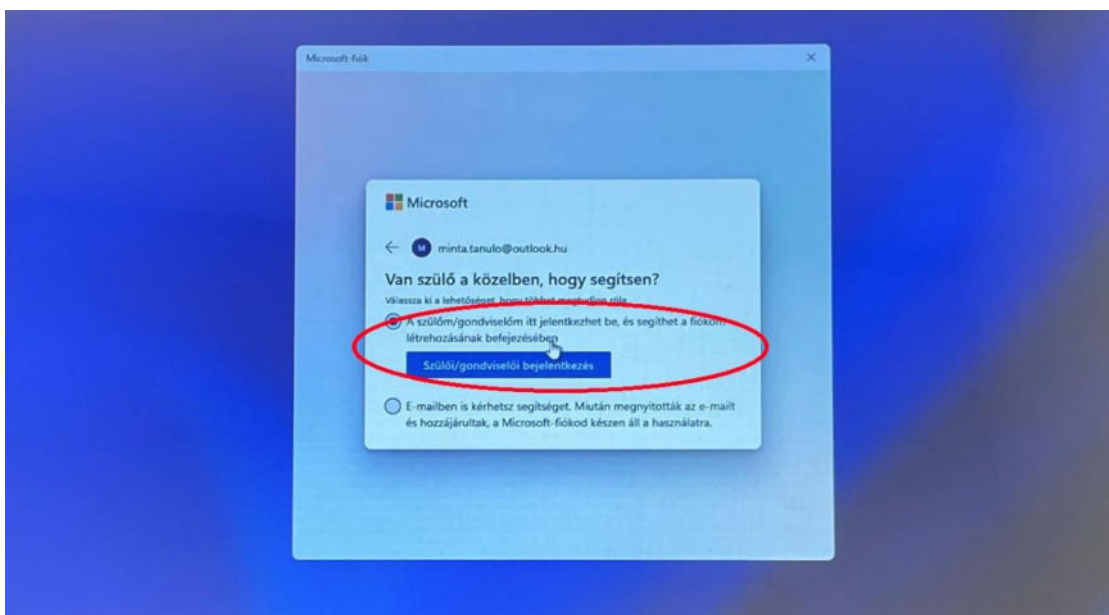 Microsoft-fiók
Microsoft
M
minta.tanulo@outlook.hu
Van szülő a közelben, hogy segítsen?
Válassza ki a lehetőséget, hogy többet megtudjon róla
A szülőm/gondviselőm itt jelentkezhet be, és segíthet a fiókom
létrehozásának befejezésében
Szülői/gondviselői bejelentkezés
E-mailben is kérhetsz segítséget. Miután megnyitották az e-mailt
és hozzájárultak, a Microsoft-fiókod készen áll a használatra.